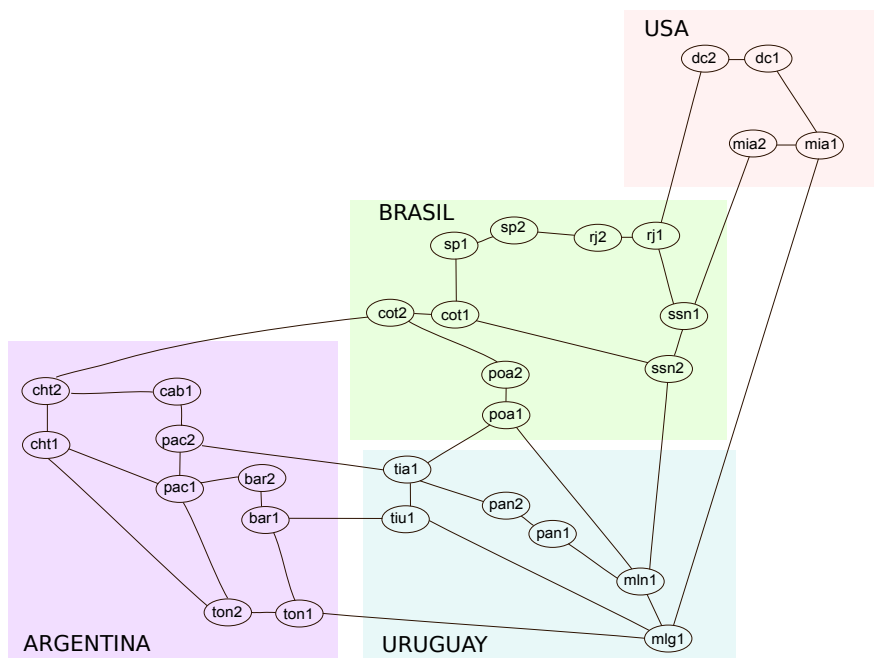 USA
dc2
dc1
mia2
mia1
BRASIL
sp2
sp1
rj2
rj1
cot2
cot1
ssn1
ssn2
poa2
poa1
cht2
cab1
cht1
pac2
pac1
bar2
bar1
ton2
ton1
ARGENTINA
tia1
pan2
tiu1
pan1
mln1
mlg1
URUGUAY